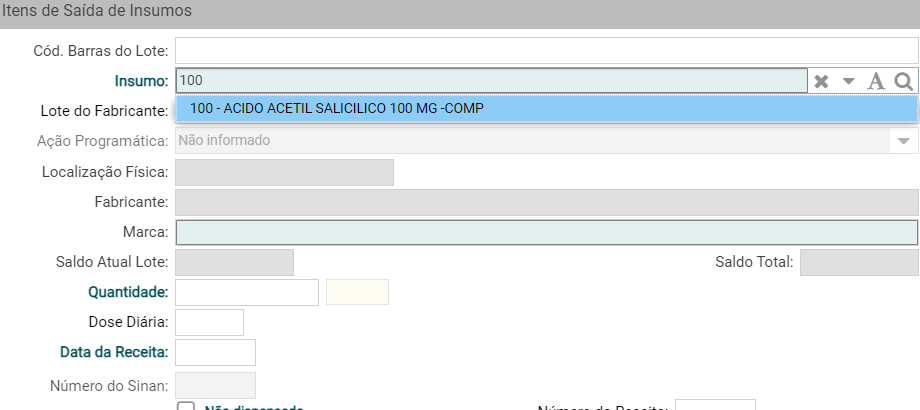 Itens de Saída de Insumos
Cód. Barras do Lote:
Insumo: 100
100 - ACIDO ACETIL SALICILICO 100 MG -COMP
Lote do Fabricante:
Ação Programática: Não informado
Localização Física:
Fabricante:
Marca:
Saldo Atual Lote: Saldo Total:
Quantidade:
Dose Diária:
Data da Receita:
Número do Sinan:
Não dispensado Número da Receita: